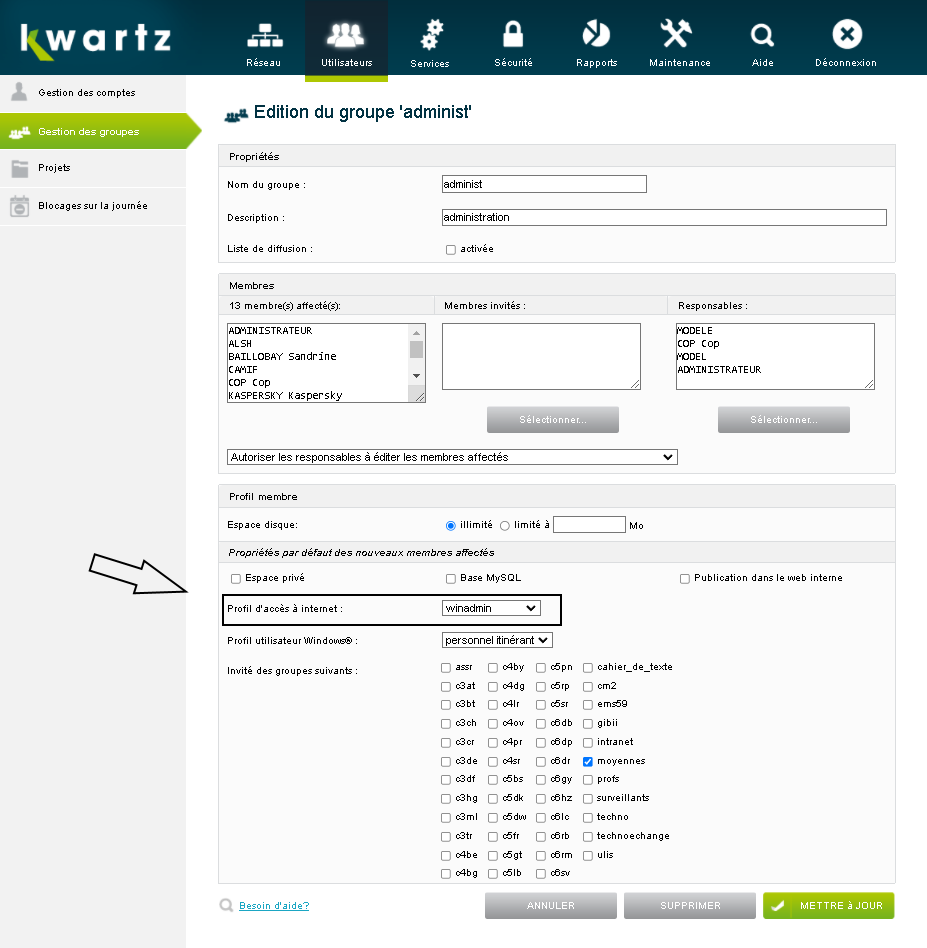 kwartz
Réseau
Utilisateurs
Services
Sécurité
Rapports
Maintenance
Aide
Déconnexion
Gestion des comptes
Gestion des groupes
Projets
Blocages sur la journée
Edition du groupe 'administ'
Propriétés
Nom du groupe : administ
Description : administration
Liste de diffusion : activée
Membres
13 membre(s) affecté(s): Membres invités : Responsables :
ADMINISTRATEUR
ALSH
BAILLOBAY Sandrine
CAMIF
COP Cop
KASPERSKY Kaspersky
MODELE
COP Cop
MODEL
ADMINISTRATEUR
Sélectionner... Sélectionner...
Autoriser les responsables à éditer les membres affectés
Profil membre
Espace disque: illimité limité à Mo
Propriétés par défaut des nouveaux membres affectés
Espace privé Base MySQL Publication dans le web interne
Profil d'accès à internet : winadmin
Profil utilisateur Windows® : personnel itinérant
Invité des groupes suivants : assr c4by c5pn cahier_de_texte
c3at c4dg c5rp cm2
c3bt c4lr c5sr ems59
c3ch c4ov c6db gibii
c3cr c4pr c6dp intranet
c3de c4sr c6dr moyennes
c3df c5bs c6gy profs
c3hg c5dk c6hz surveillants
c3ml c5dw c6lc techno
c3tr c5fr c6rb technoechange
c4be c5gt c6rm ulis
c4bg c5lb c6sv
Besoin d'aide? ANNULER SUPPRIMER METTRE à JOUR